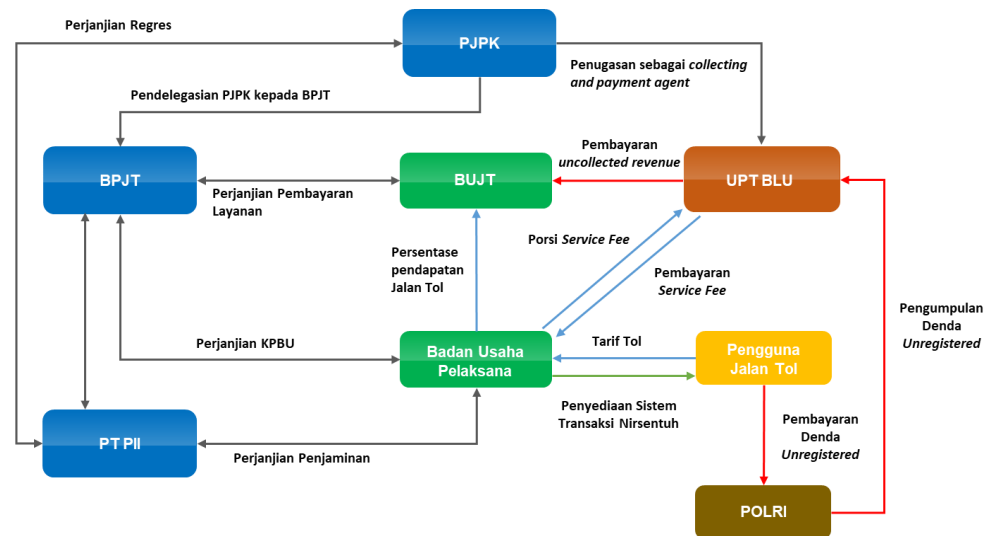 Perjanjian Regres
PJPK
Penugasan sebagai collecting
and payment agent
Pendelegasian PJPK kepada BPJT
Pembayaran
uncollected revenue
BPJT
BUJT
UPT BLU
Perjanjian Pembayaran
Layanan
Porsi Service Fee
Persentase
pendapatan
Jalan Tol
Pembayaran
Service Fee
Pengumpulan
Denda
Unregistered
Perjanjian KPBU
Badan Usaha
Pelaksana
Tarif Tol
Pengguna
Jalan Tol
Penyediaan Sistem
Transaksi Nirsentuh
Pembayaran
Denda
Unregistered
PT PII
Perjanjian Penjaminan
POLRI